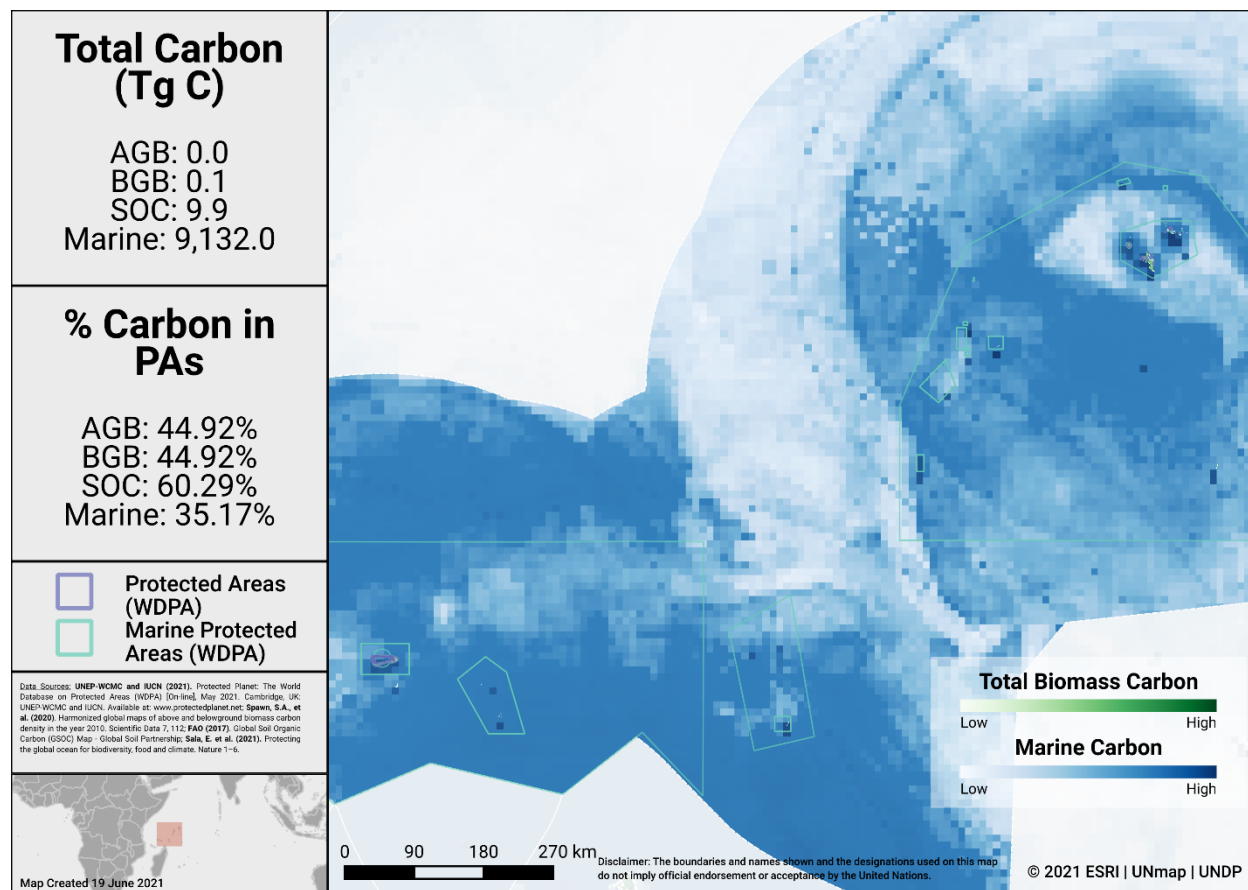 Total Carbon
(Tg C)
AGB: 0.0
BGB: 0.1
SOC: 9.9
Marine: 9,132.0
% Carbon in
PAs
AGB: 44.92%
BGB: 44.92%
SOC: 60.29%
Marine: 35.17%
Protected Areas
(WDPA)
Marine Protected
Areas (WDPA)
Data Sources: UNEP-WCMC and IUCN (2021). Protected Planet: The World
Database on Protected Areas (WDPA) [On-line], May 2021. Cambridge, UK:
UNEP-WCMC and IUCN. Available at: www.protectedplanet.net; Spawn, S.A., et
al. (2020). Harmonized global maps of above and belowground biomass carbon
density in the year 2010. Scientific Data 7, 112; FAO (2017). Global Soil Organic
Carbon (GSOC) Map - Global Soil Partnership; Sala, E. et al. (2021). Protecting
the global ocean for biodiversity, food and climate. Nature 1–6.
Map Created 19 June 2021
Total Biomass Carbon
Low High
Marine Carbon
Low High
0 90 180 270 km
Disclaimer: The boundaries and names shown and the designations used on this map
do not imply official endorsement or acceptance by the United Nations.
© 2021 ESRI | UNmap | UNDP